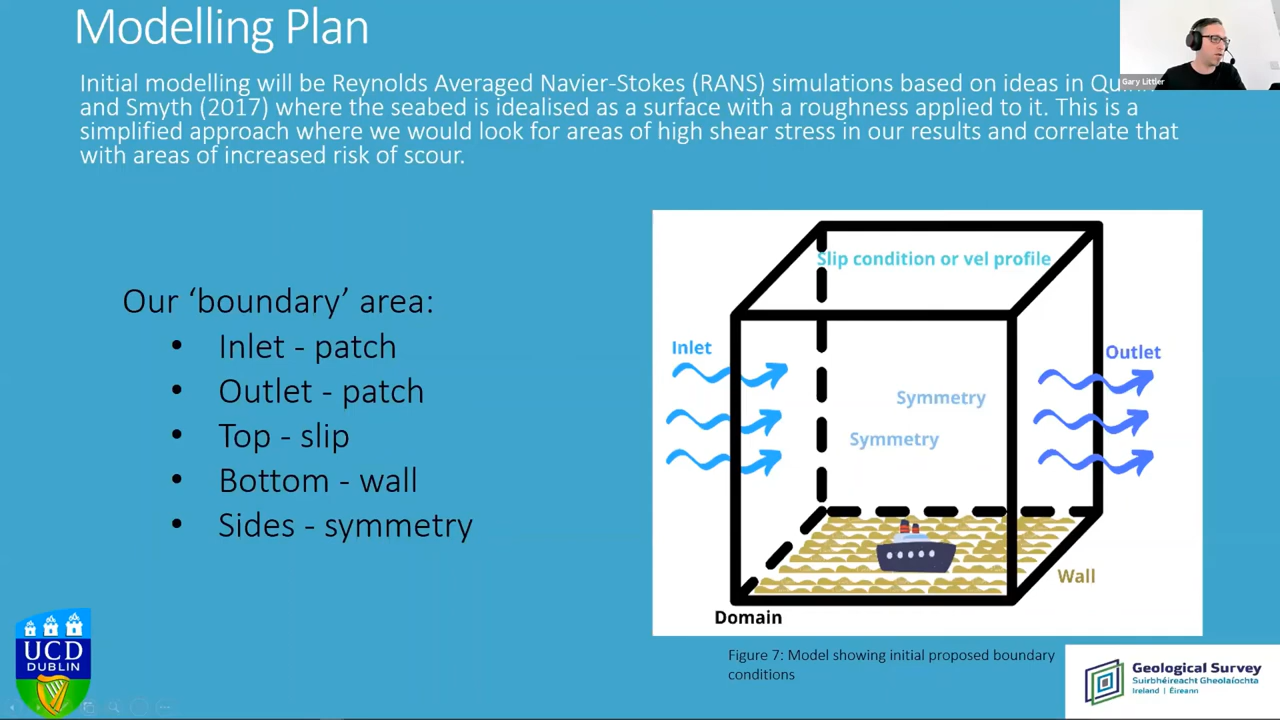 Modelling Plan
Gary Littler
Initial modelling will be Reynolds Averaged Navier-Stokes (RANS) simulations based on ideas in
and Smyth (2017) where the seabed is idealised as a surface with a roughness applied to it. This is a
simplified approach where we would look for areas of high shear stress in our results and correlate that
with areas of increased risk of scour.
Our ‘boundary’ area:
• Inlet - patch
• Outlet - patch
• Top - slip
• Bottom - wall
• Sides - symmetry
Slip condition or vel profile
Inlet
Outlet
Symmetry
Symmetry
Wall
Domain
Figure 7: Model showing initial proposed boundary
conditions
UCD
DUBLIN
Geological Survey
Suirbhéireacht Gheolaíochta
Ireland | Éireann